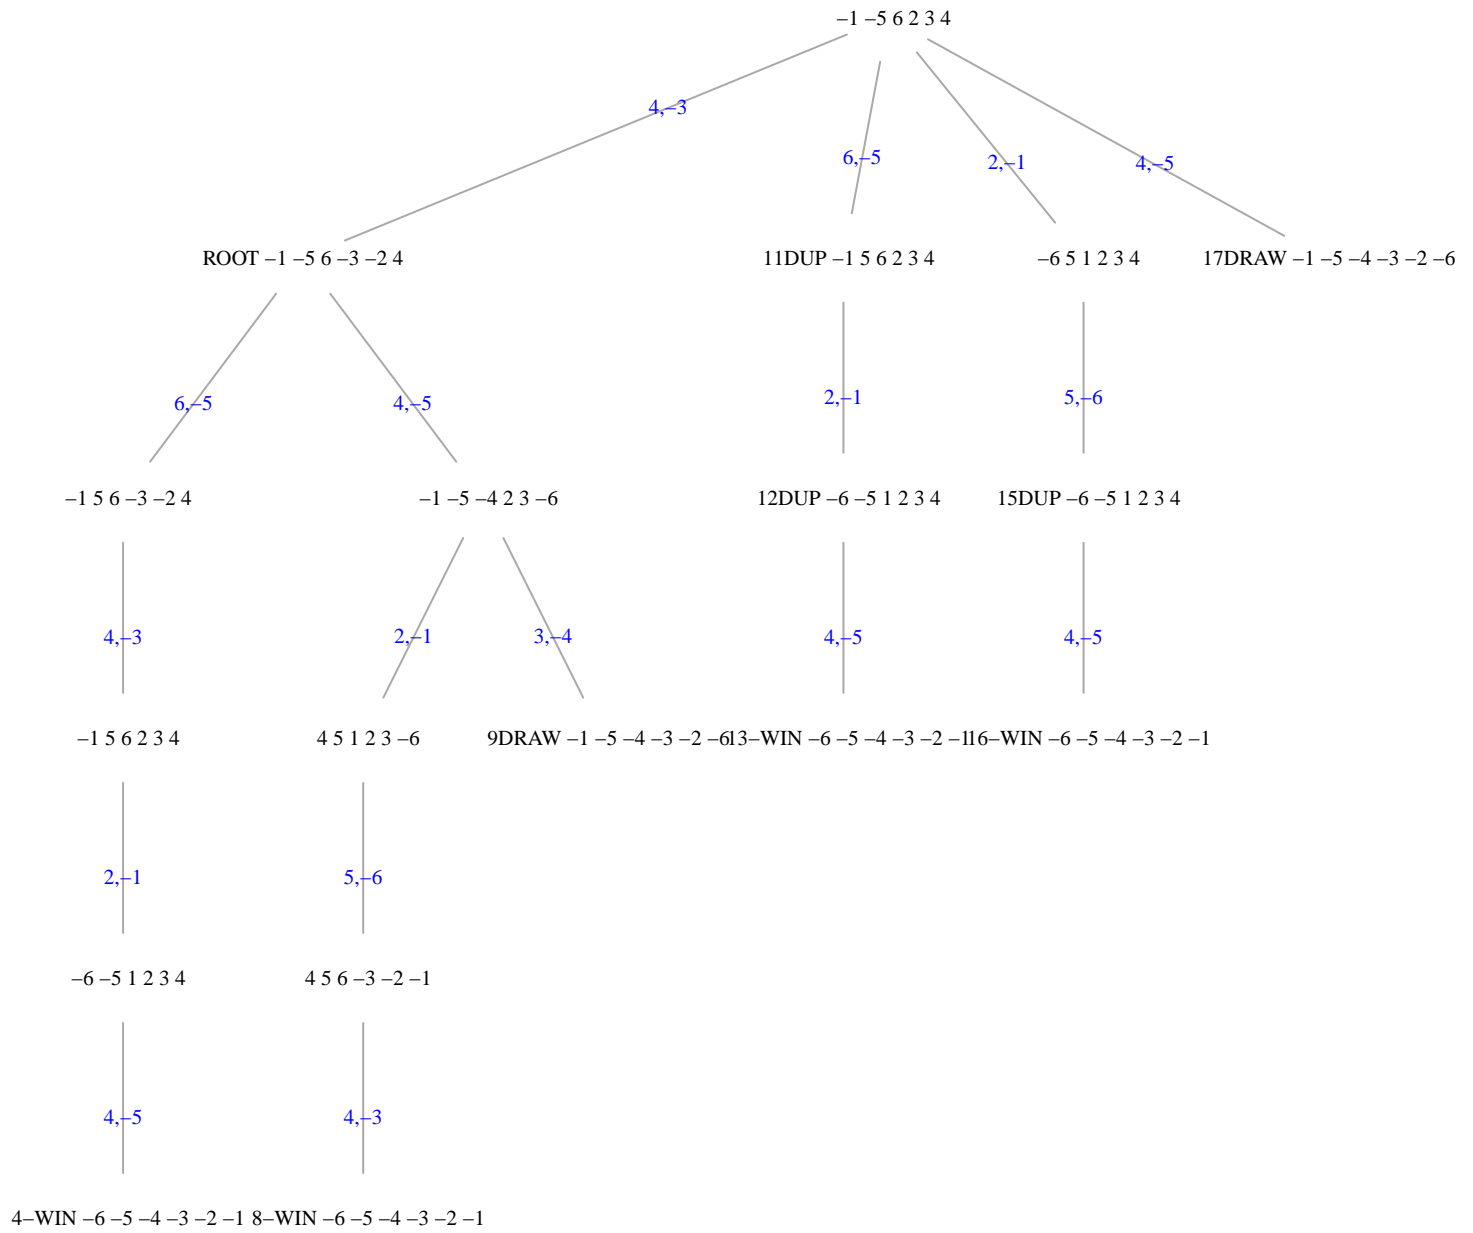 –1 –5 6 2 3 4
4,–3
6,–5
2,–1
4,–5
ROOT –1 –5 6 –3 –2 4
11DUP –1 5 6 2 3 4
–6 5 1 2 3 4
17DRAW –1 –5 –4 –3 –2 –6
6,–5
4,–5
2,–1
5,–6
–1 5 6 –3 –2 4
–1 –5 –4 2 3 –6
12DUP –6 –5 1 2 3 4
15DUP –6 –5 1 2 3 4
4,–3
2,–1
3,–4
4,–5
4,–5
–1 5 6 2 3 4
4 5 1 2 3 –6
9DRAW –1 –5 –4 –3 –2 –6
13–WIN –6 –5 –4 –3 –2 –1
16–WIN –6 –5 –4 –3 –2 –1
2,–1
5,–6
–6 –5 1 2 3 4
4 5 6 –3 –2 –1
4,–5
4,–3
4–WIN –6 –5 –4 –3 –2 –1
8–WIN –6 –5 –4 –3 –2 –1